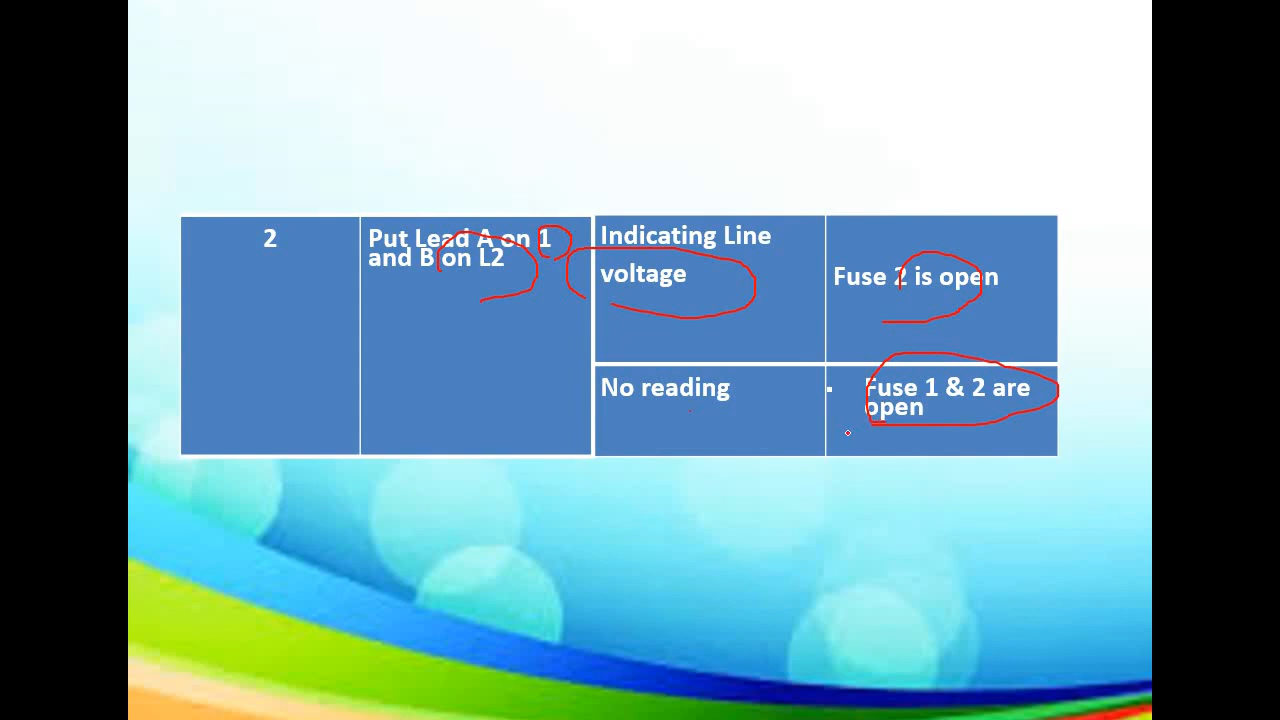 2
Put Lead A on 1
and B on L2
Indicating Line
voltage
Fuse 2 is open
No reading
Fuse 1 & 2 are
open